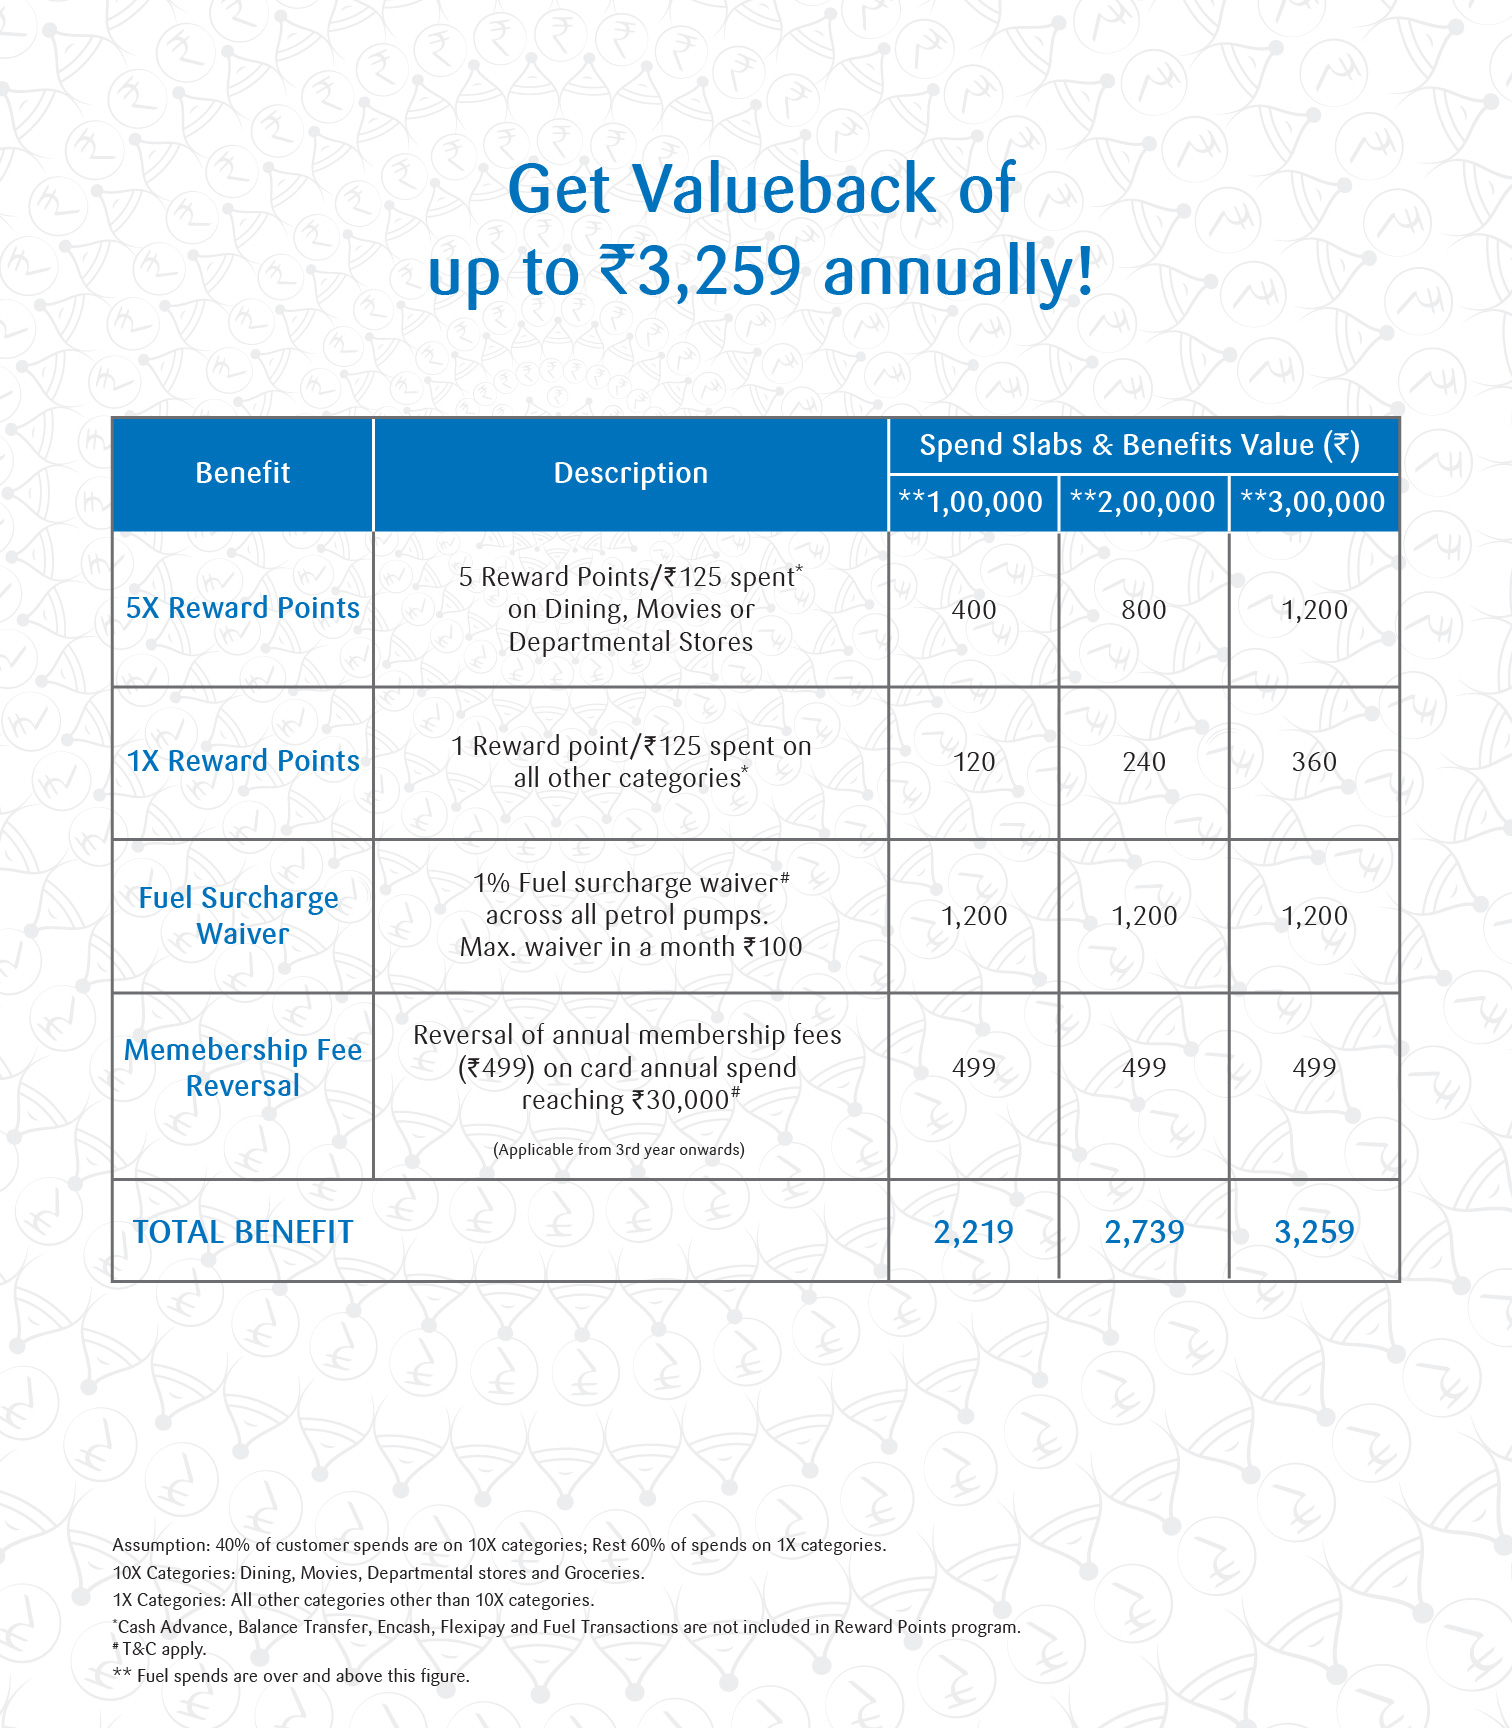 Get Valueback of
up to ₹3,259 annually!
Benefit
Description
Spend Slabs & Benefits Value (₹)
**1,00,000
**2,00,000
**3,00,000
5X Reward Points
5 Reward Points/₹125 spent*
on Dining, Movies or
Departmental Stores
400
800
1,200
1X Reward Points
1 Reward point/₹125 spent on
all other categories*
120
240
360
Fuel Surcharge
Waiver
1% Fuel surcharge waiver#
across all petrol pumps.
Max. waiver in a month ₹100
1,200
1,200
1,200
Memebership Fee
Reversal
Reversal of annual membership fees
(₹499) on card annual spend
reaching ₹30,000#
(Applicable from 3rd year onwards)
499
499
499
TOTAL BENEFIT
2,219
2,739
3,259
Assumption: 40% of customer spends are on 10X categories; Rest 60% of spends on 1X categories.
10X Categories: Dining, Movies, Departmental stores and Groceries.
1X Categories: All other categories other than 10X categories.
*Cash Advance, Balance Transfer, Encash, Flexipay and Fuel Transactions are not included in Reward Points program.
# T&C apply.
** Fuel spends are over and above this figure.